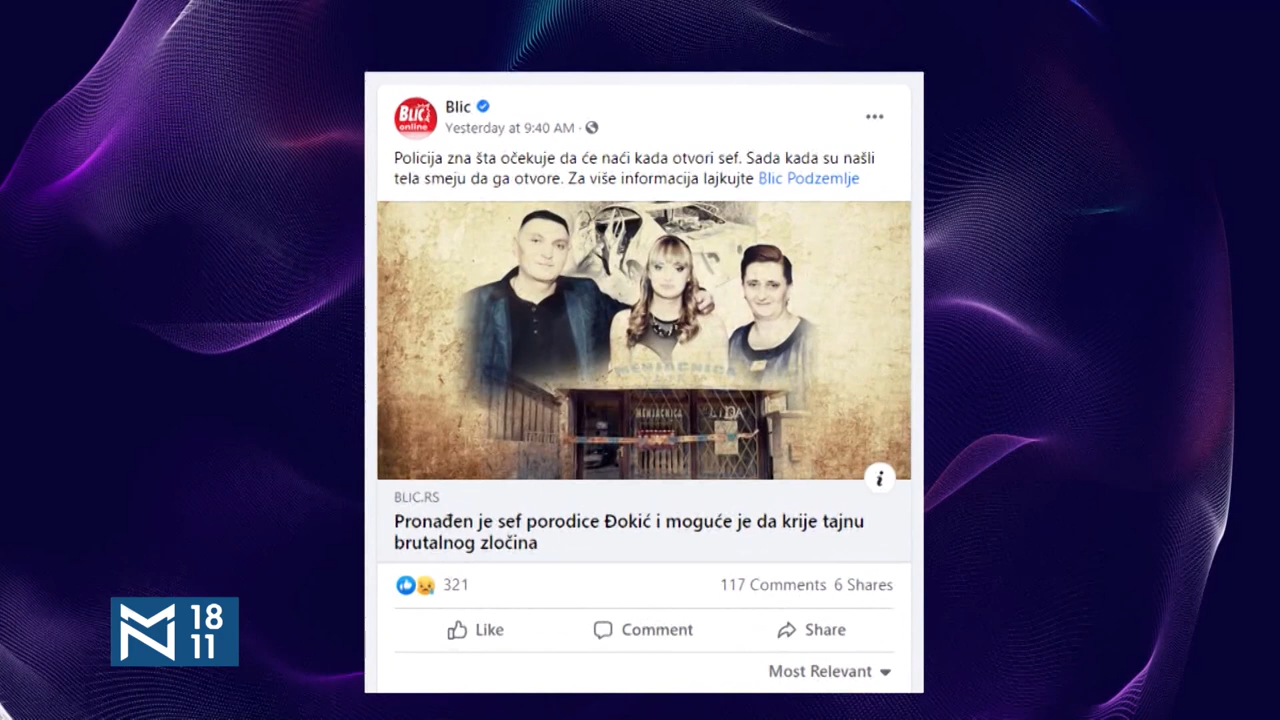 BLIC
online
Blic
Yesterday at 9:40 AM ·
Policija zna šta očekuje da će naći kada otvori sef. Sada kada su našli
tela smeju da ga otvore. Za više informacija lajkujte Blic Podzemlje
MENJAČNICA
MENJAČNICA
BLIC.RS
Pronađen je sef porodice Đokić i moguće je da krije tajnu
brutalnog zločina
321
117 Comments 6 Shares
Like Comment Share
Most Relevant
18
11